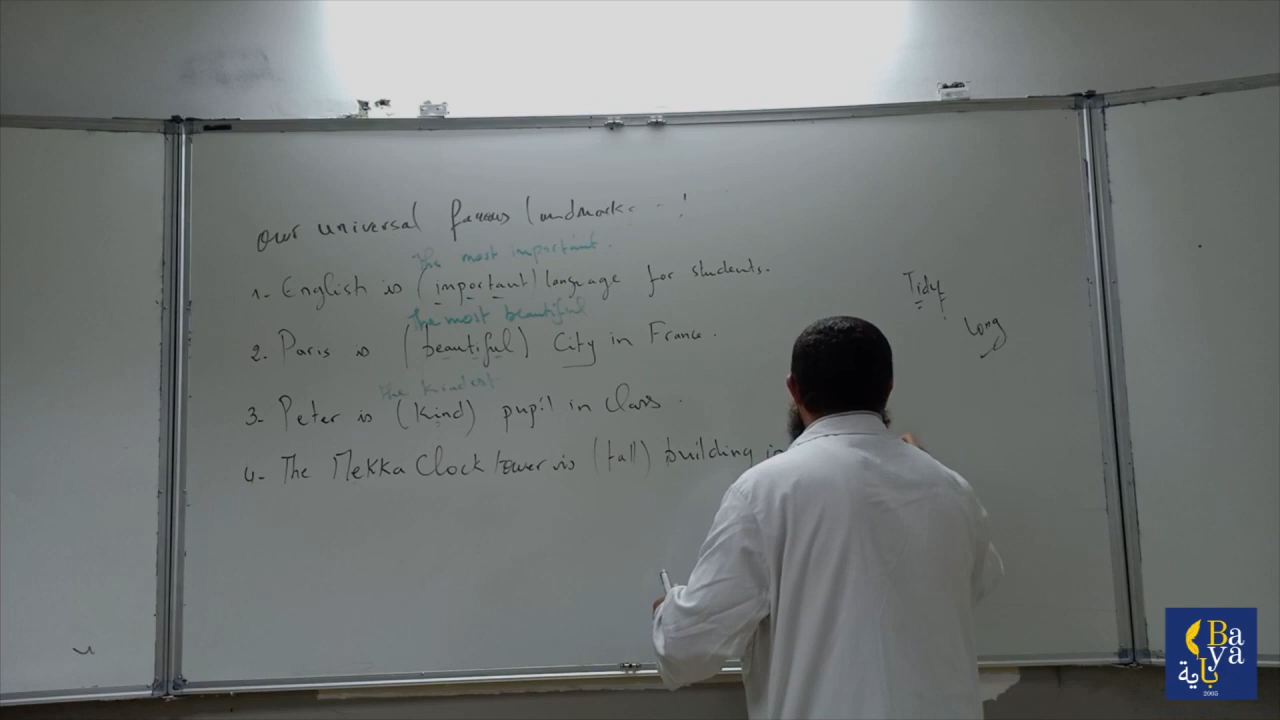 Our universal famous landmarks..!
The most important.
1- English is (important) language for students.
The most beautiful
2. Paris is (beautiful) City in France.
the kindest
3- Peter is (kind) pupil in class.
4- The Mekka Clock tower is (tall) building in
Tidy
long
Ba
ya
باية
2005